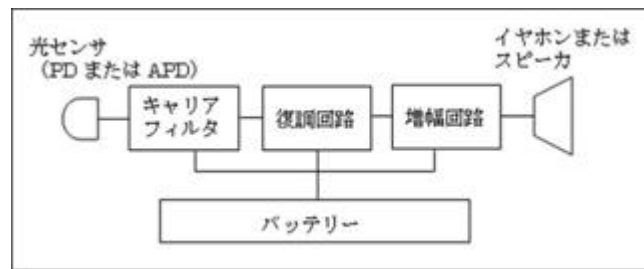 光センサ
(PD または APD)
イヤホンまたは
スピーカ
キャリア
フィルタ
復調回路
増幅回路
バッテリー